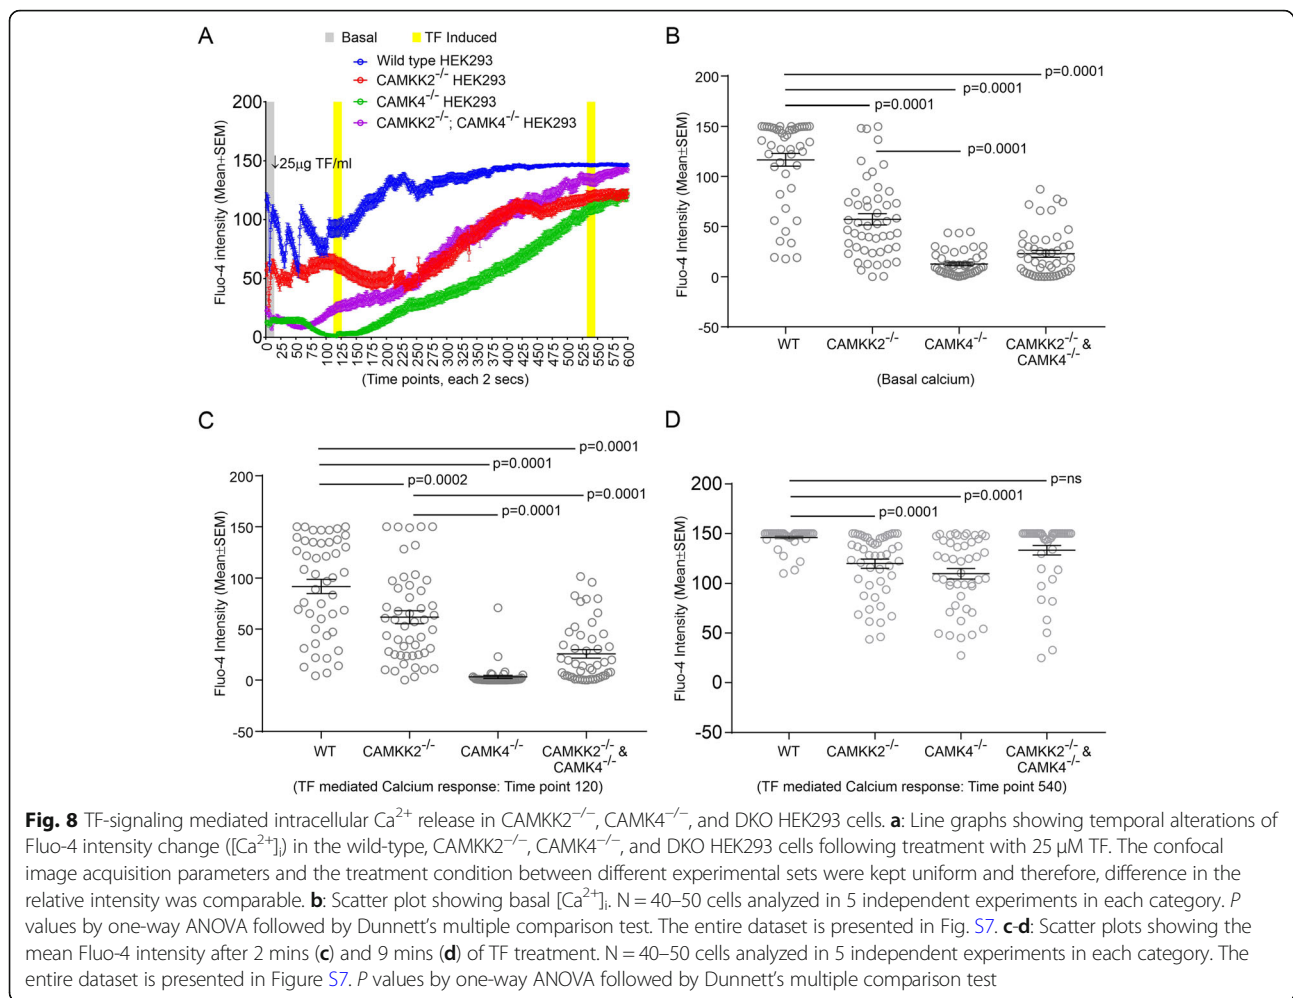 A
Basal
TF Induced
Wild type HEK293
CAMKK2-/- HEK293
CAMK4-/- HEK293
CAMKK2-/-; CAMK4-/- HEK293
↓25µg TF/ml
Fluo-4 intensity (Mean±SEM)
200
150
100
50
0
0 25 50 75 100 125 150 175 200 225 250 275 300 325 350 375 400 425 450 475 500 525 550 575 600
(Time points, each 2 secs)
B
p=0.0001
p=0.0001
p=0.0001
p=0.0001
Fluo-4 Intensity (Mean±SEM)
200
150
100
50
0
-50
WT CAMKK2-/- CAMK4-/- CAMKK2-/- &
CAMK4-/-
(Basal calcium)
C
p=0.0001
p=0.0001
p=0.0002
p=0.0001
p=0.0001
Fluo-4 Intensity (Mean±SEM)
200
150
100
50
0
-50
WT CAMKK2-/- CAMK4-/- CAMKK2-/- &
CAMK4-/-
(TF mediated Calcium response: Time point 120)
D
p=ns
p=0.0001
p=0.0001
Fluo-4 Intensity (Mean±SEM)
200
150
100
50
0
-50
WT CAMKK2-/- CAMK4-/- CAMKK2-/- &
CAMK4-/-
(TF mediated Calcium response: Time point 540)
Fig. 8 TF-signaling mediated intracellular Ca2+ release in CAMKK2−/−, CAMK4−/−, and DKO HEK293 cells. a: Line graphs showing temporal alterations of
Fluo-4 intensity change ([Ca2+]i) in the wild-type, CAMKK2−/−, CAMK4−/−, and DKO HEK293 cells following treatment with 25 µM TF. The confocal
image acquisition parameters and the treatment condition between different experimental sets were kept uniform and therefore, difference in the
relative intensity was comparable. b: Scatter plot showing basal [Ca2+]i. N = 40–50 cells analyzed in 5 independent experiments in each category. P
values by one-way ANOVA followed by Dunnett's multiple comparison test. The entire dataset is presented in Fig. S7. c-d: Scatter plots showing the
mean Fluo-4 intensity after 2 mins (c) and 9 mins (d) of TF treatment. N = 40–50 cells analyzed in 5 independent experiments in each category. The
entire dataset is presented in Figure S7. P values by one-way ANOVA followed by Dunnett's multiple comparison test